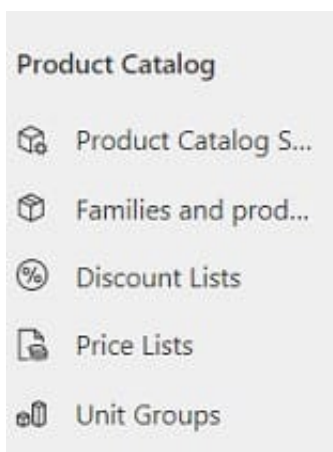 Product Catalog
Product Catalog S...
Families and prod...
Discount Lists
Price Lists
Unit Groups